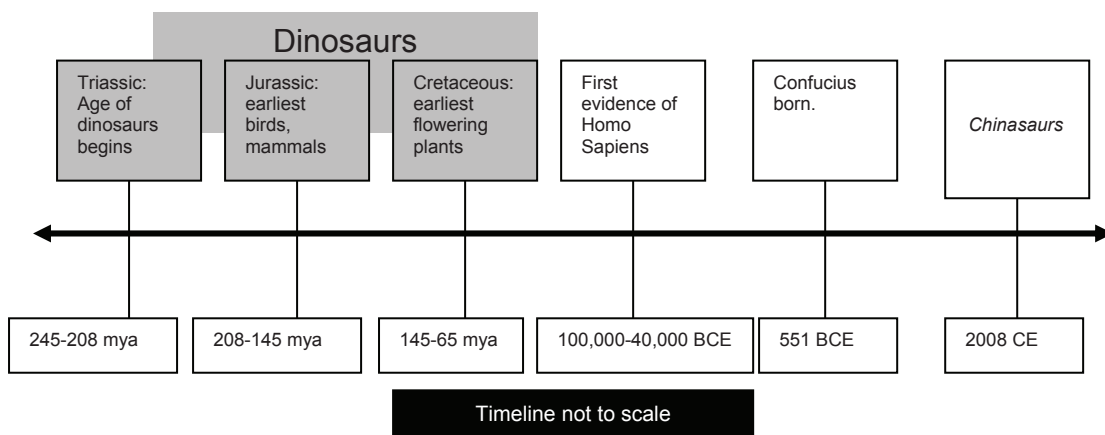 Dinosaurs
Triassic:
Age of
dinosaurs
begins
Jurassic:
earliest
birds,
mammals
Cretaceous:
earliest
flowering
plants
First
evidence of
Homo
Sapiens
Confucius
born.
Chinasaurs
245-208 mya
208-145 mya
145-65 mya
100,000-40,000 BCE
551 BCE
2008 CE
Timeline not to scale